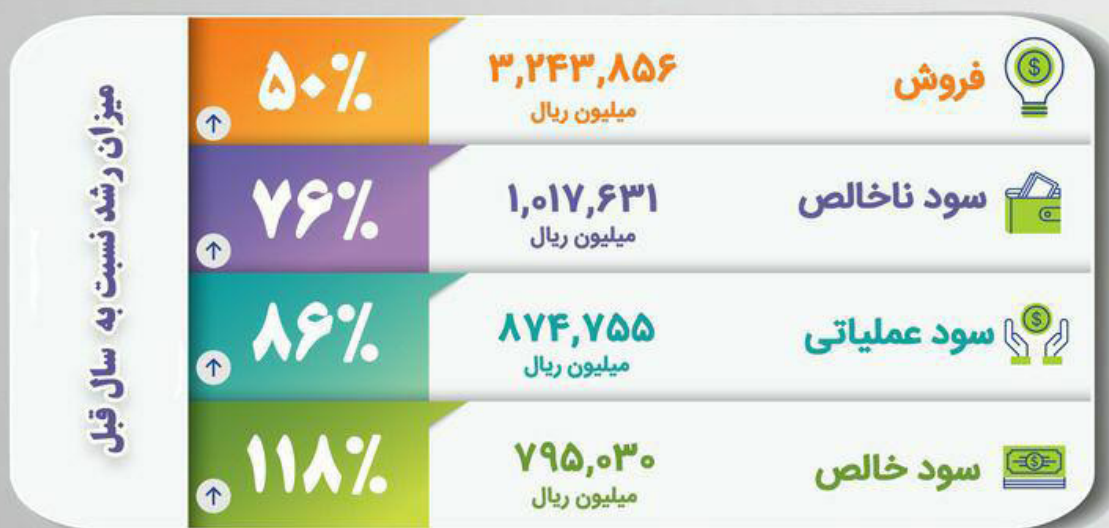 فروش
۳,۲۴۳,۸۵۶
میلیون ریال
۵۰%
سود ناخالص
۱,۰۱۷,۶۳۱
میلیون ریال
۷۶%
سود عملیاتی
۸۷۴,۷۵۵
میلیون ریال
۸۶%
سود خالص
۷۹۵,۰۳۰
میلیون ریال
۱۱۸%
میزان رشد نسبت به سال قبل